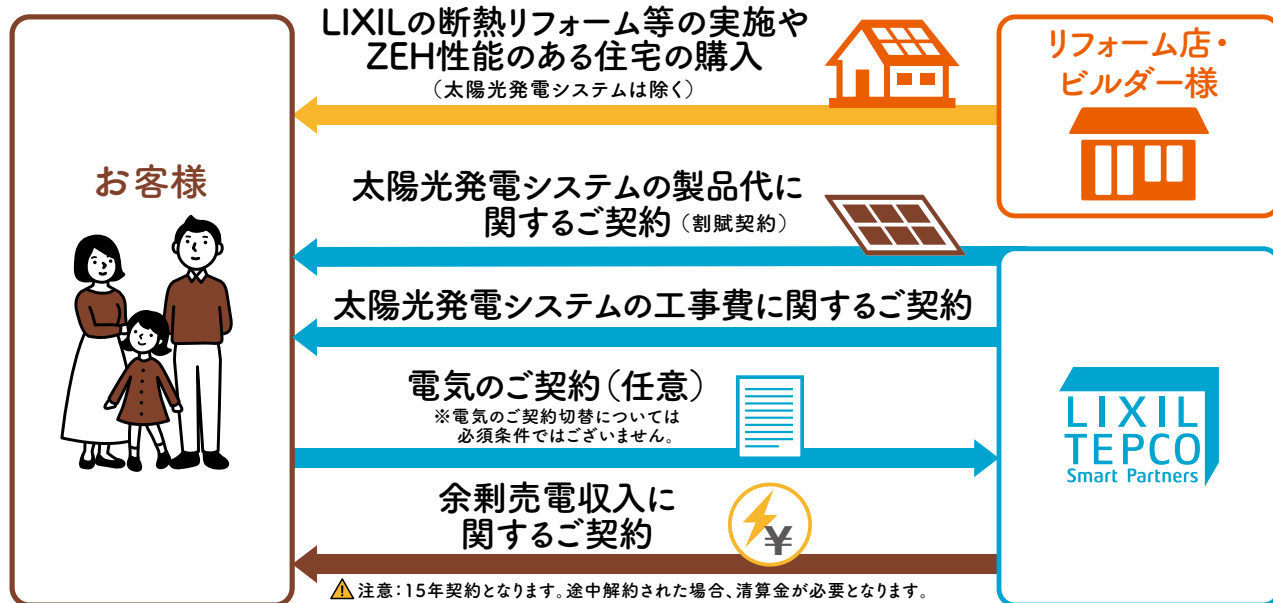 LIXILの断熱リフォーム等の実施や
ZEH性能のある住宅の購入
（太陽光発電システムは除く）
リフォーム店・
ビルダー様
お客様
太陽光発電システムの製品代に
関するご契約（割賦契約）
太陽光発電システムの工事費に関するご契約
電気のご契約（任意）
※電気のご契約切替については
必須条件ではございません。
LIXIL
TEPCO
Smart Partners
余剰売電収入に
関するご契約
¥
注意：15年契約となります。途中解約された場合、清算金が必要となります。